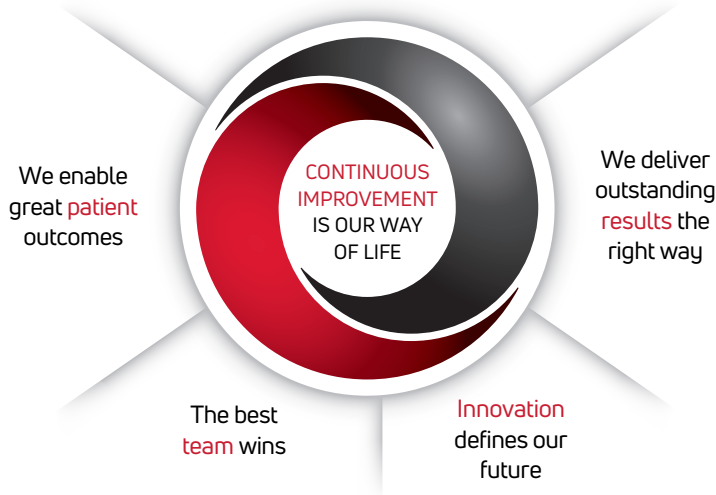 We enable
great patient
outcomes
CONTINUOUS
IMPROVEMENT
IS OUR WAY
OF LIFE
We deliver
outstanding
results the
right way
The best
team wins
Innovation
defines our
future